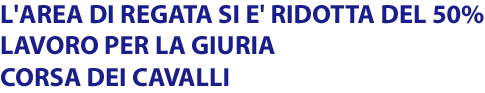 L'AREA DI REGATA SI E' RIDOTTA DEL 50%
LAVORO PER LA GIURIA
CORSA DEI CAVALLI